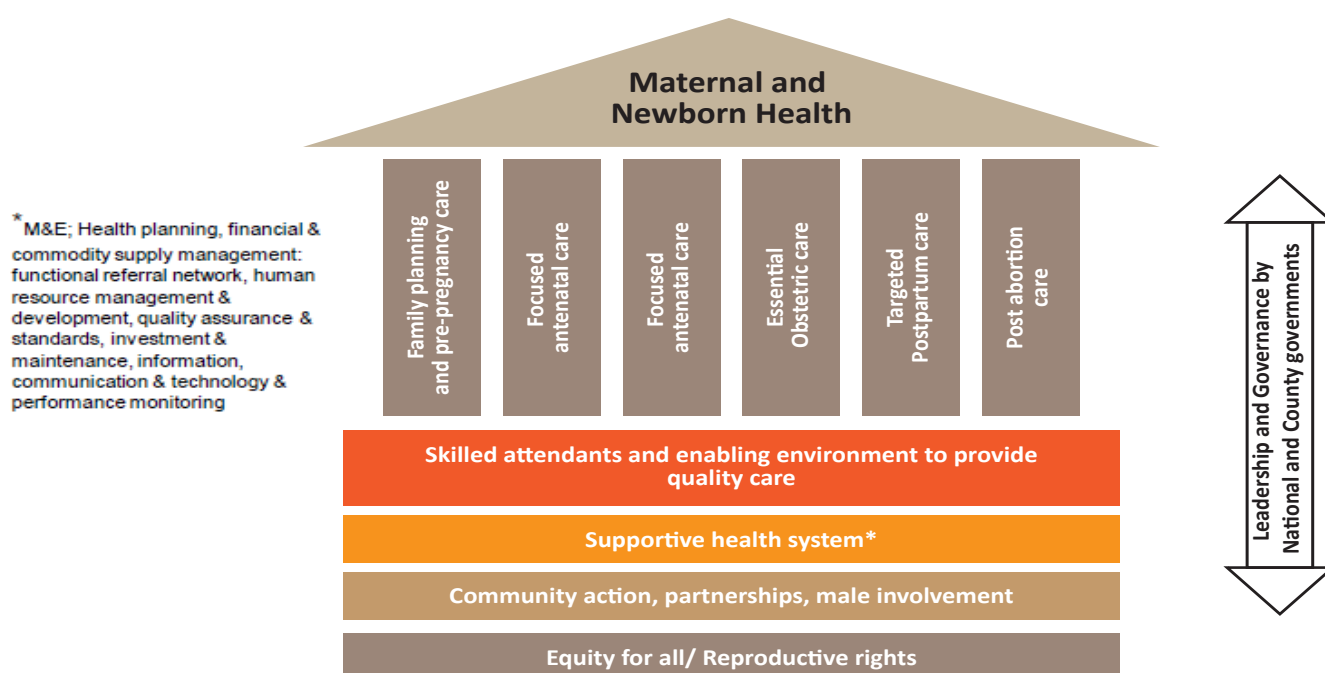 Maternal and
Newborn Health
*M&E; Health planning, financial &
commodity supply management:
functional referral network, human
resource management &
development, quality assurance &
standards, investment &
maintenance, information,
communication & technology &
performance monitoring
Family planning
and pre-pregnancy care
Focused
antenatal care
Focused
antenatal care
Essential
Obstetric care
Targeted
Postpartum care
Post abortion
care
Leadership and Governance by
National and County governments
Skilled attendants and enabling environment to provide
quality care
Supportive health system*
Community action, partnerships, male involvement
Equity for all/ Reproductive rights